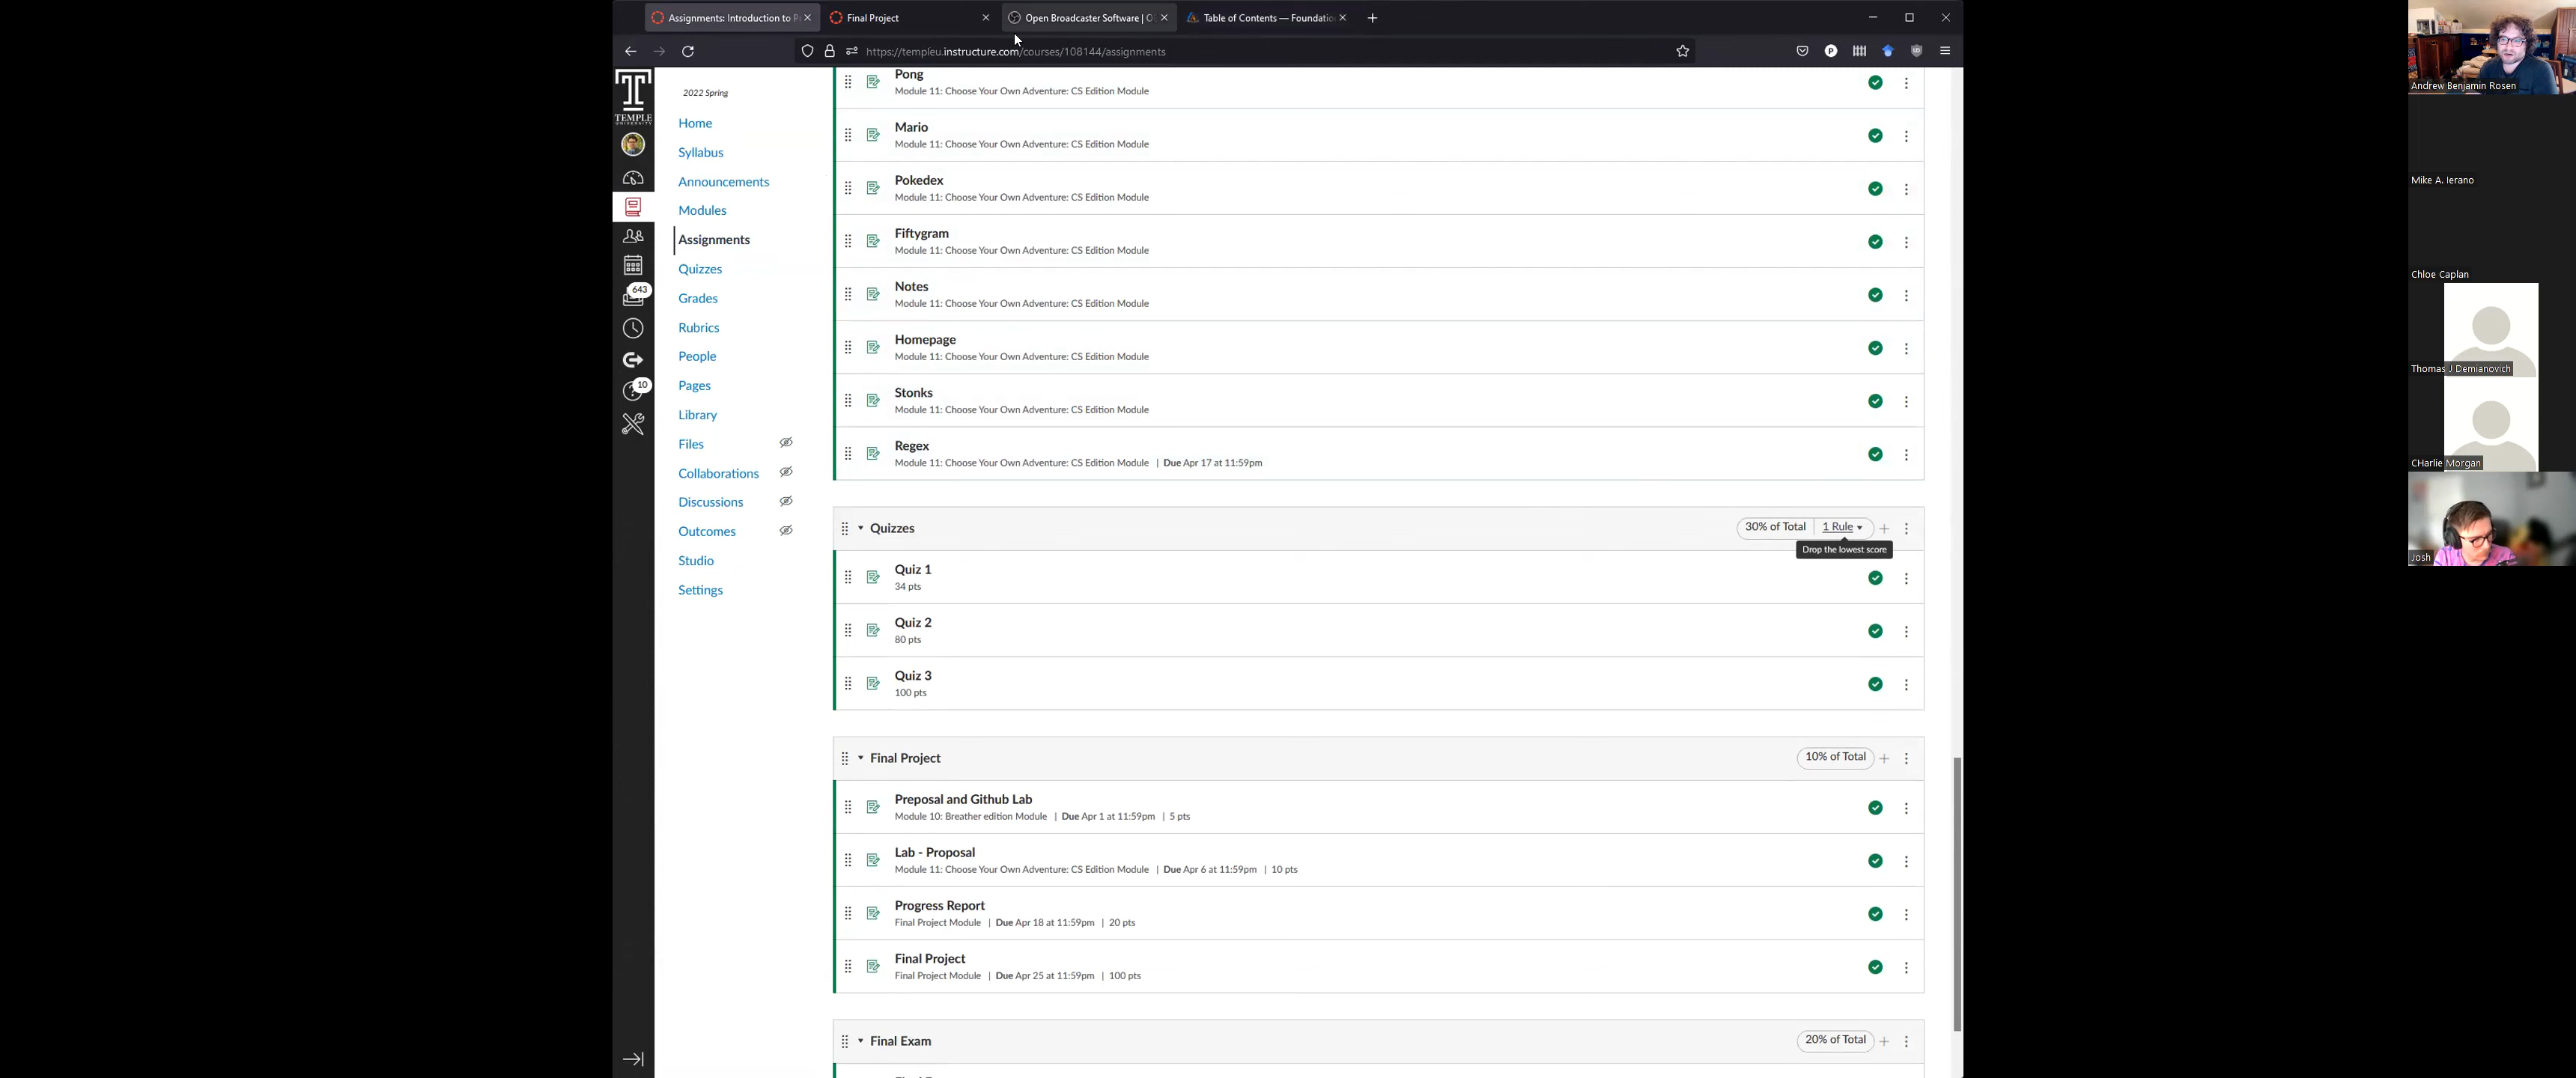 Assignments: Introduction to P
Final Project
Open Broadcaster Software | O
Table of Contents — Foundatio
https://templeu.instructure.com/courses/108144/assignments
TEMPLE
UNIVERSITY
643
10
2022 Spring
Home
Syllabus
Announcements
Modules
Assignments
Quizzes
Grades
Rubrics
People
Pages
Library
Files
Collaborations
Discussions
Outcomes
Studio
Settings
Pong
Module 11: Choose Your Own Adventure: CS Edition Module
Mario
Module 11: Choose Your Own Adventure: CS Edition Module
Pokedex
Module 11: Choose Your Own Adventure: CS Edition Module
Fiftygram
Module 11: Choose Your Own Adventure: CS Edition Module
Notes
Module 11: Choose Your Own Adventure: CS Edition Module
Homepage
Module 11: Choose Your Own Adventure: CS Edition Module
Stonks
Module 11: Choose Your Own Adventure: CS Edition Module
Regex
Module 11: Choose Your Own Adventure: CS Edition Module | Due Apr 17 at 11:59pm
Quizzes 30% of Total 1 Rule
Drop the lowest score
Quiz 1
34 pts
Quiz 2
80 pts
Quiz 3
100 pts
Final Project 10% of Total
Preposal and Github Lab
Module 10: Breather edition Module | Due Apr 1 at 11:59pm | 5 pts
Lab - Proposal
Module 11: Choose Your Own Adventure: CS Edition Module | Due Apr 6 at 11:59pm | 10 pts
Progress Report
Final Project Module | Due Apr 18 at 11:59pm | 20 pts
Final Project
Final Project Module | Due Apr 25 at 11:59pm | 100 pts
Final Exam 20% of Total
Andrew Benjamin Rosen
Mike A. Ierano
Chloe Caplan
Thomas J Demianovich
CHarlie Morgan
Josh